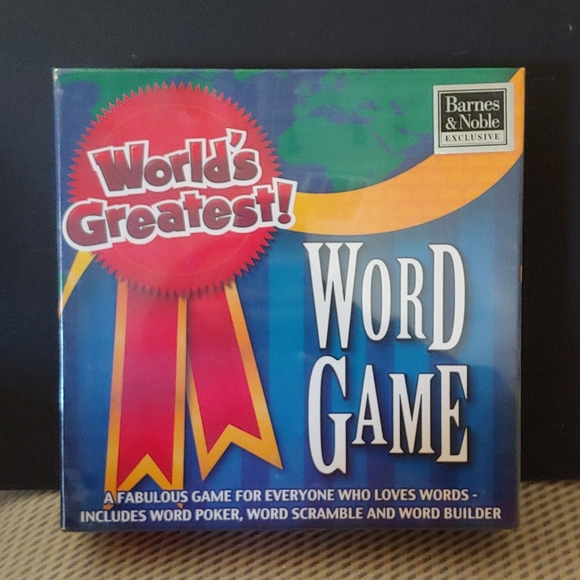 Barnes
& Noble
EXCLUSIVE
World's
Greatest!
WORD
GAME
A FABULOUS GAME FOR EVERYONE WHO LOVES WORDS -
INCLUDES WORD POKER, WORD SCRAMBLE AND WORD BUILDER